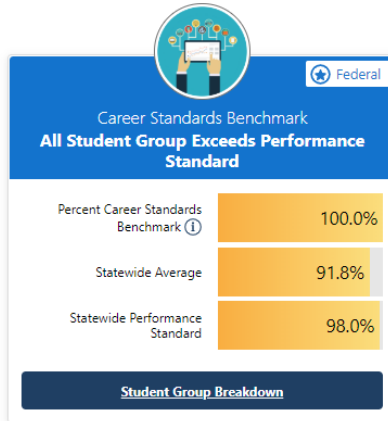 Federal
Career Standards Benchmark
All Student Group Exceeds Performance
Standard
Percent Career Standards
Benchmark
100.0%
Statewide Average
91.8%
Statewide Performance
Standard
98.0%
Student Group Breakdown